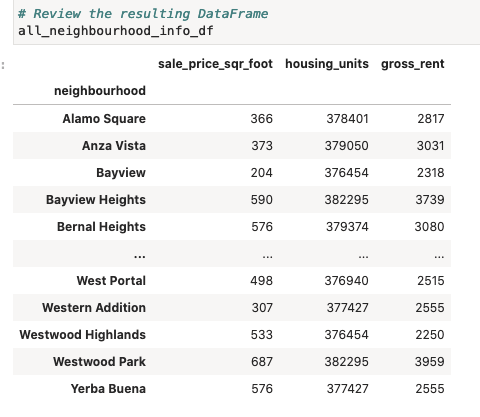 # Review the resulting DataFrame
all_neighbourhood_info_df
sale_price_sqr_foot housing_units gross_rent
neighbourhood
Alamo Square 366 378401 2817
Anza Vista 373 379050 3031
Bayview 204 376454 2318
Bayview Heights 590 382295 3739
Bernal Heights 576 379374 3080
... ... ... ...
West Portal 498 376940 2515
Western Addition 307 377427 2555
Westwood Highlands 533 376454 2250
Westwood Park 687 382295 3959
Yerba Buena 576 377427 2555